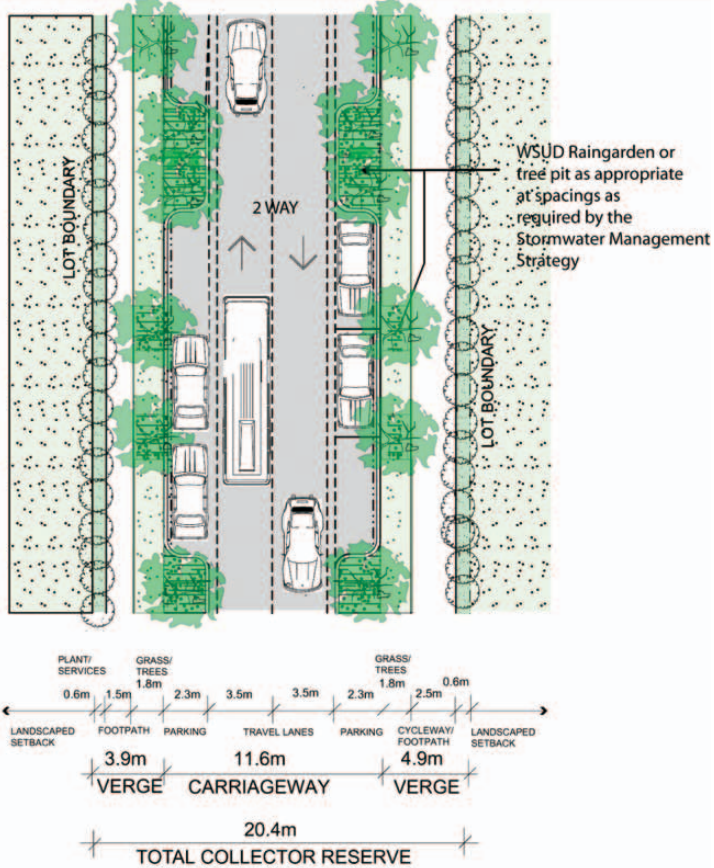 WSUD Raingarden or
tree pit as appropriate
at spacings as
required by the
Stormwater Management
Strategy
2 WAY
LOT BOUNDARY
LOT BOUNDARY
PLANT/
SERVICES
GRASS/
TREES
GRASS/
TREES
0.6m
1.5m
1.8m
2.3m
3.5m
3.5m
2.3m
1.8m
2.5m
0.6m
LANDSCAPED
SETBACK
FOOTPATH
PARKING
TRAVEL LANES
PARKING
CYCLEWAY/
FOOTPATH
LANDSCAPED
SETBACK
3.9m
11.6m
4.9m
VERGE
CARRIAGEWAY
VERGE
20.4m
TOTAL COLLECTOR RESERVE